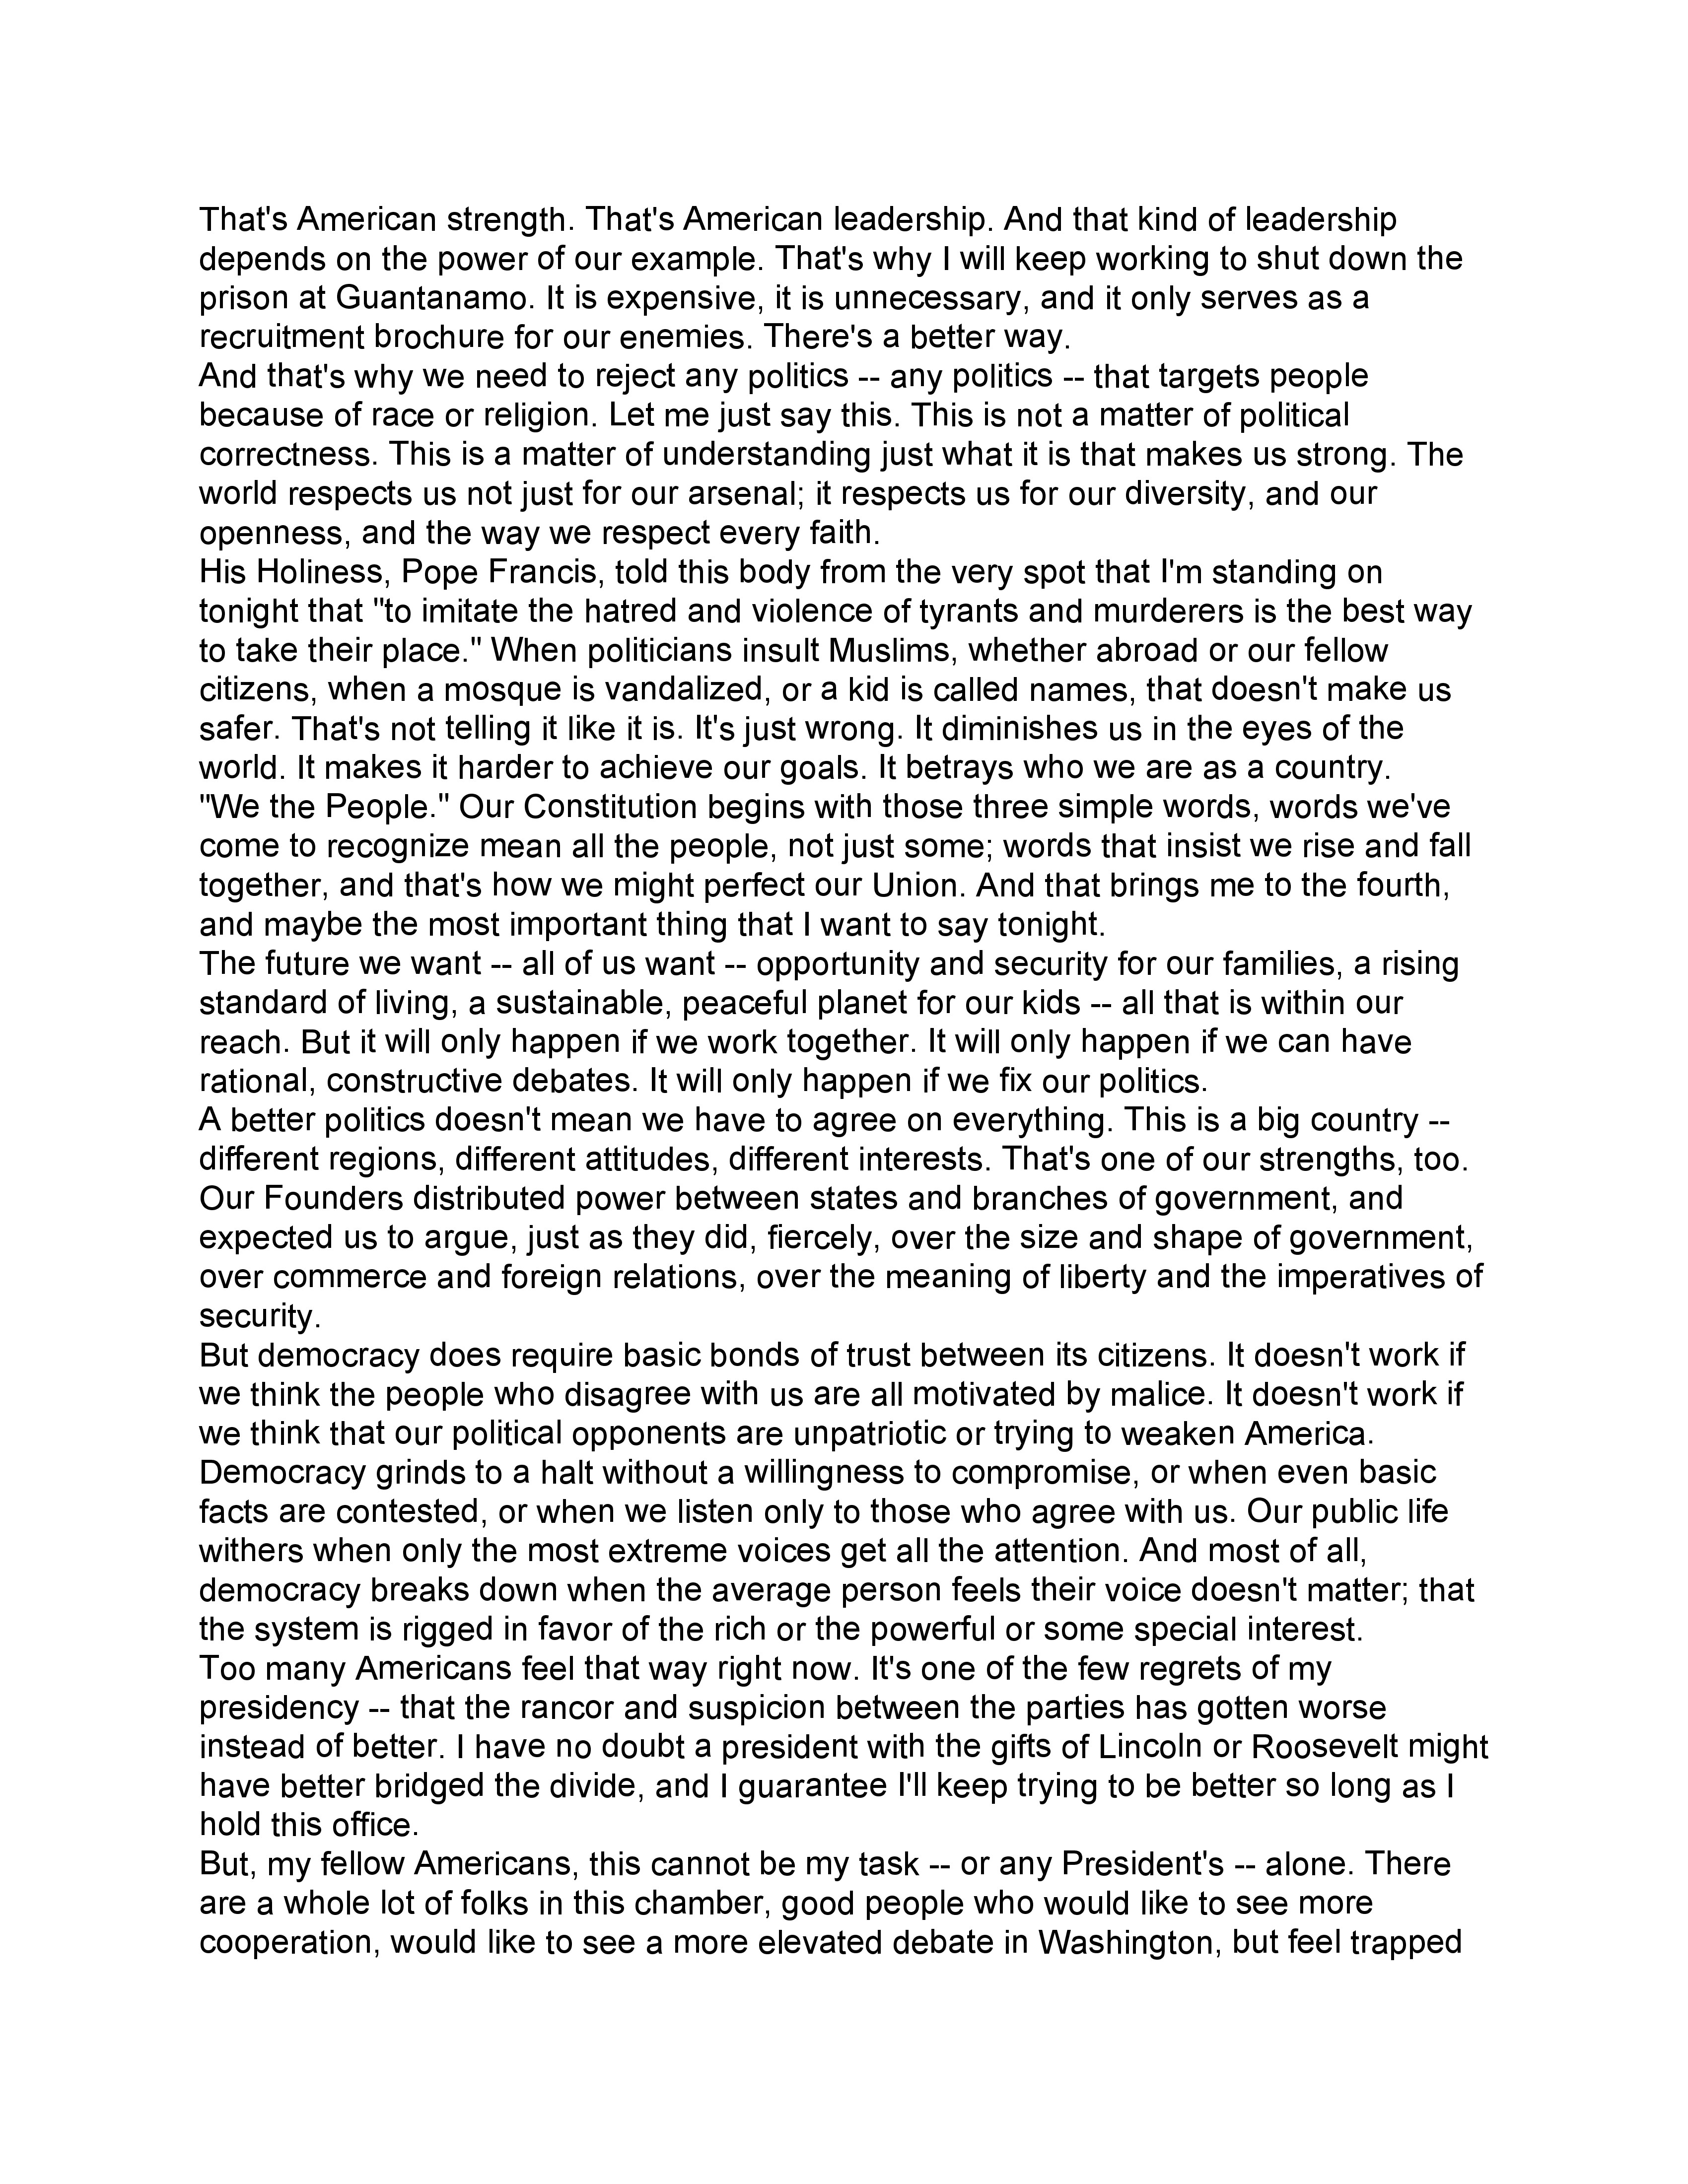 That's American strength. That's American leadership. And that kind of leadership
depends on the power of our example. That's why I will keep working to shut down the
prison at Guantanamo. It is expensive, it is unnecessary, and it only serves as a
recruitment brochure for our enemies. There's a better way.
And that's why we need to reject any politics -- any politics -- that targets people
because of race or religion. Let me just say this. This is not a matter of political
correctness. This is a matter of understanding just what it is that makes us strong. The
world respects us not just for our arsenal; it respects us for our diversity, and our
openness, and the way we respect every faith.
His Holiness, Pope Francis, told this body from the very spot that I'm standing on
tonight that "to imitate the hatred and violence of tyrants and murderers is the best way
to take their place." When politicians insult Muslims, whether abroad or our fellow
citizens, when a mosque is vandalized, or a kid is called names, that doesn't make us
safer. That's not telling it like it is. It's just wrong. It diminishes us in the eyes of the
world. It makes it harder to achieve our goals. It betrays who we are as a country.
"We the People." Our Constitution begins with those three simple words, words we've
come to recognize mean all the people, not just some; words that insist we rise and fall
together, and that's how we might perfect our Union. And that brings me to the fourth,
and maybe the most important thing that I want to say tonight.
The future we want -- all of us want -- opportunity and security for our families, a rising
standard of living, a sustainable, peaceful planet for our kids -- all that is within our
reach. But it will only happen if we work together. It will only happen if we can have
rational, constructive debates. It will only happen if we fix our politics.
A better politics doesn't mean we have to agree on everything. This is a big country --
different regions, different attitudes, different interests. That's one of our strengths, too.
Our Founders distributed power between states and branches of government, and
expected us to argue, just as they did, fiercely, over the size and shape of government,
over commerce and foreign relations, over the meaning of liberty and the imperatives of
security.
But democracy does require basic bonds of trust between its citizens. It doesn't work if
we think the people who disagree with us are all motivated by malice. It doesn't work if
we think that our political opponents are unpatriotic or trying to weaken America.
Democracy grinds to a halt without a willingness to compromise, or when even basic
facts are contested, or when we listen only to those who agree with us. Our public life
withers when only the most extreme voices get all the attention. And most of all,
democracy breaks down when the average person feels their voice doesn't matter; that
the system is rigged in favor of the rich or the powerful or some special interest.
Too many Americans feel that way right now. It's one of the few regrets of my
presidency -- that the rancor and suspicion between the parties has gotten worse
instead of better. I have no doubt a president with the gifts of Lincoln or Roosevelt might
have better bridged the divide, and I guarantee I'll keep trying to be better so long as I
hold this office.
But, my fellow Americans, this cannot be my task -- or any President's -- alone. There
are a whole lot of folks in this chamber, good people who would like to see more
cooperation, would like to see a more elevated debate in Washington, but feel trapped